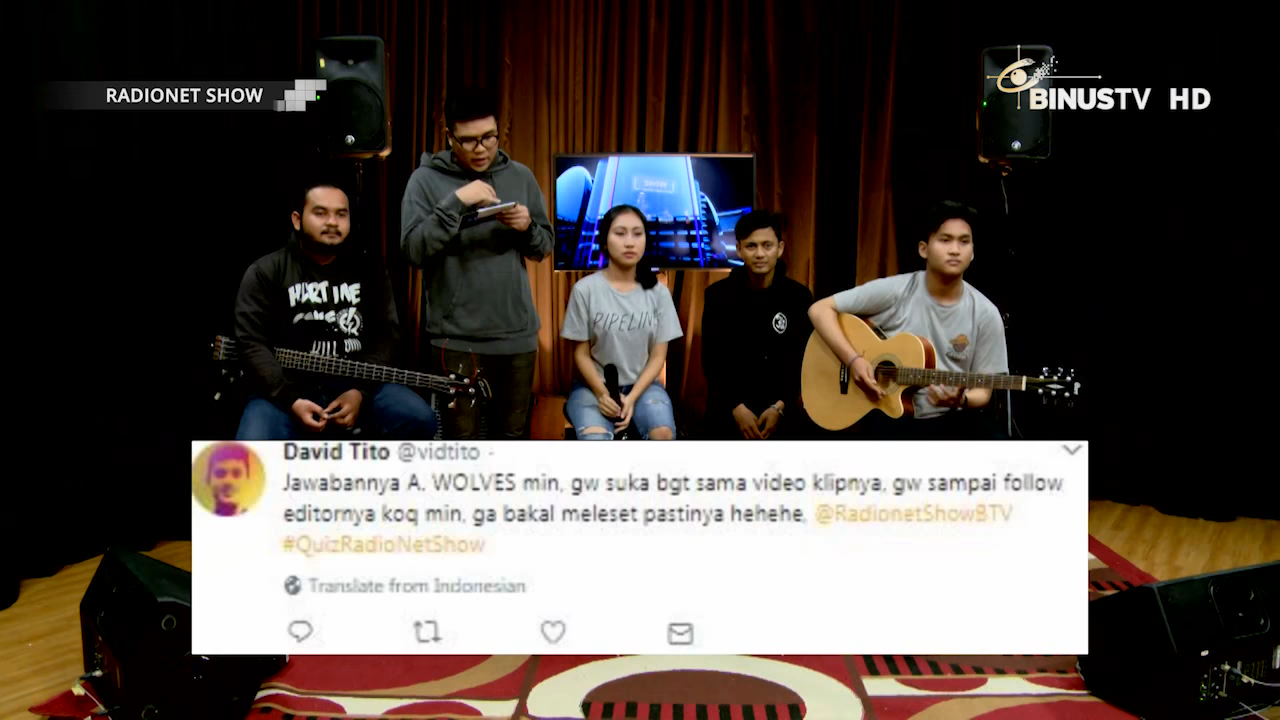 RADIONET SHOW
BINUSTV HD
SHOW
PIPELINE
David Tito @vidtito -
Jawabannya A. WOLVES min, gw suka bgt sama video klipnya, gw sampai follow
editornya koq min, ga bakal meleset pastinya hehehe, @RadionetShowBTV
#QuizRadioNetShow
Translate from Indonesian